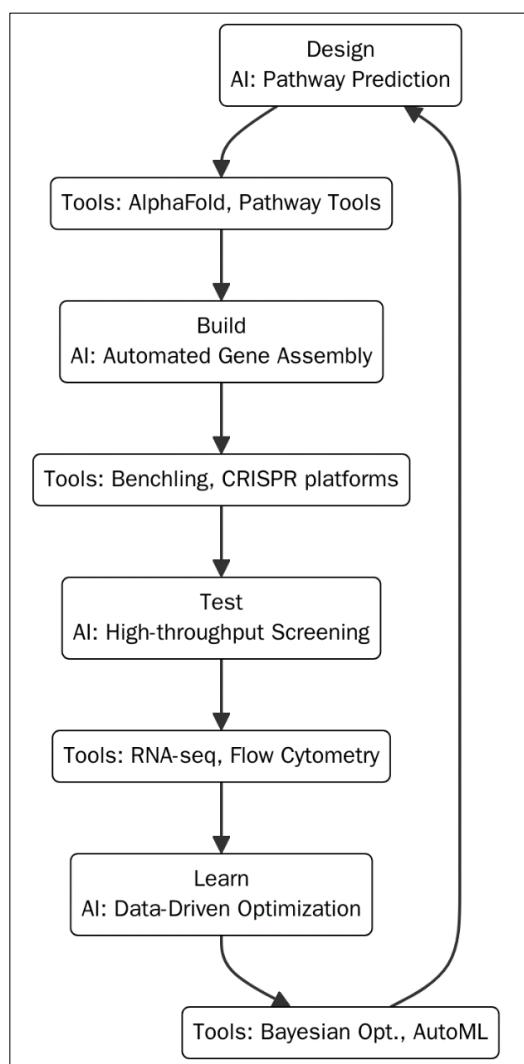 Design
AI: Pathway Prediction
Tools: AlphaFold, Pathway Tools
Build
AI: Automated Gene Assembly
Tools: Benchling, CRISPR platforms
Test
AI: High-throughput Screening
Tools: RNA-seq, Flow Cytometry
Learn
AI: Data-Driven Optimization
Tools: Bayesian Opt., AutoML